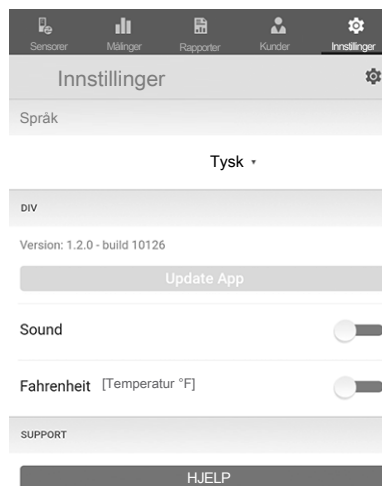 Sensorer Målinger Rapporter Kunder Innstillinger
Innstillinger
Språk
Tysk
DIV
Version: 1.2.0 - build 10126
Update App
Sound
Fahrenheit [Temperatur °F]
SUPPORT
HJELP